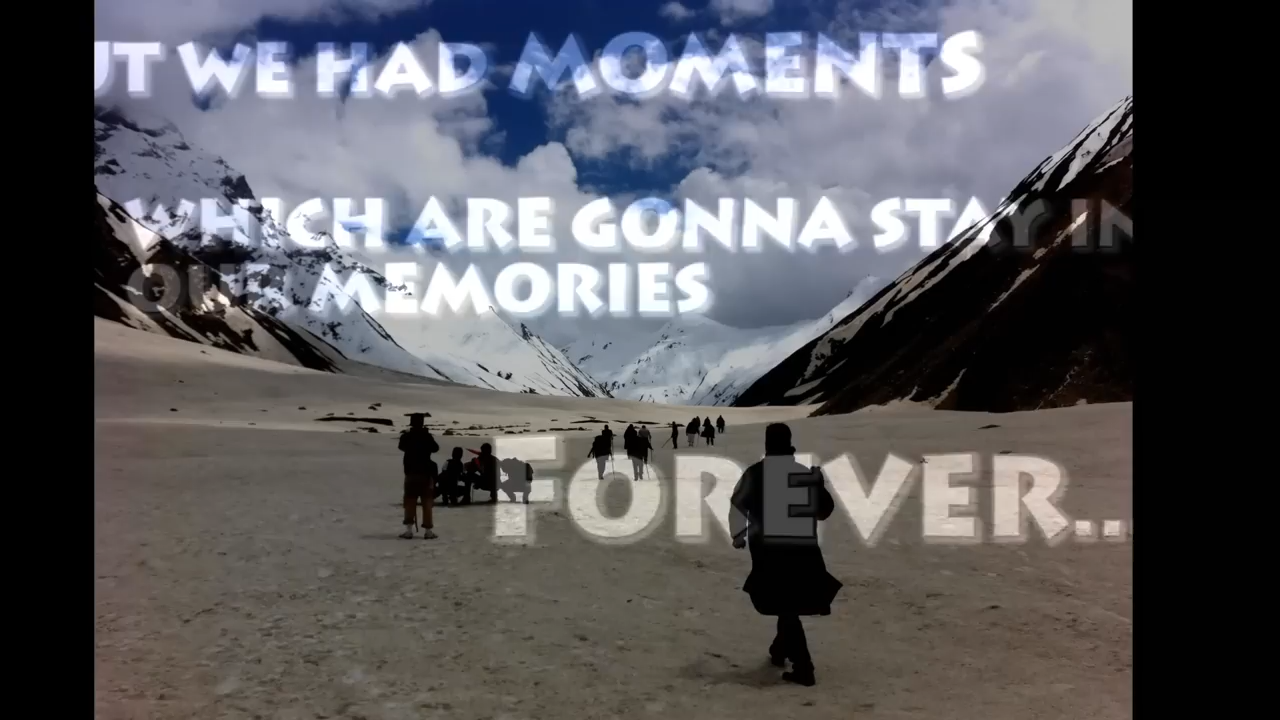 UT WE HAD MOMENTS
WHICH ARE GONNA STAY IN
OUR MEMORIES
FOREVER..